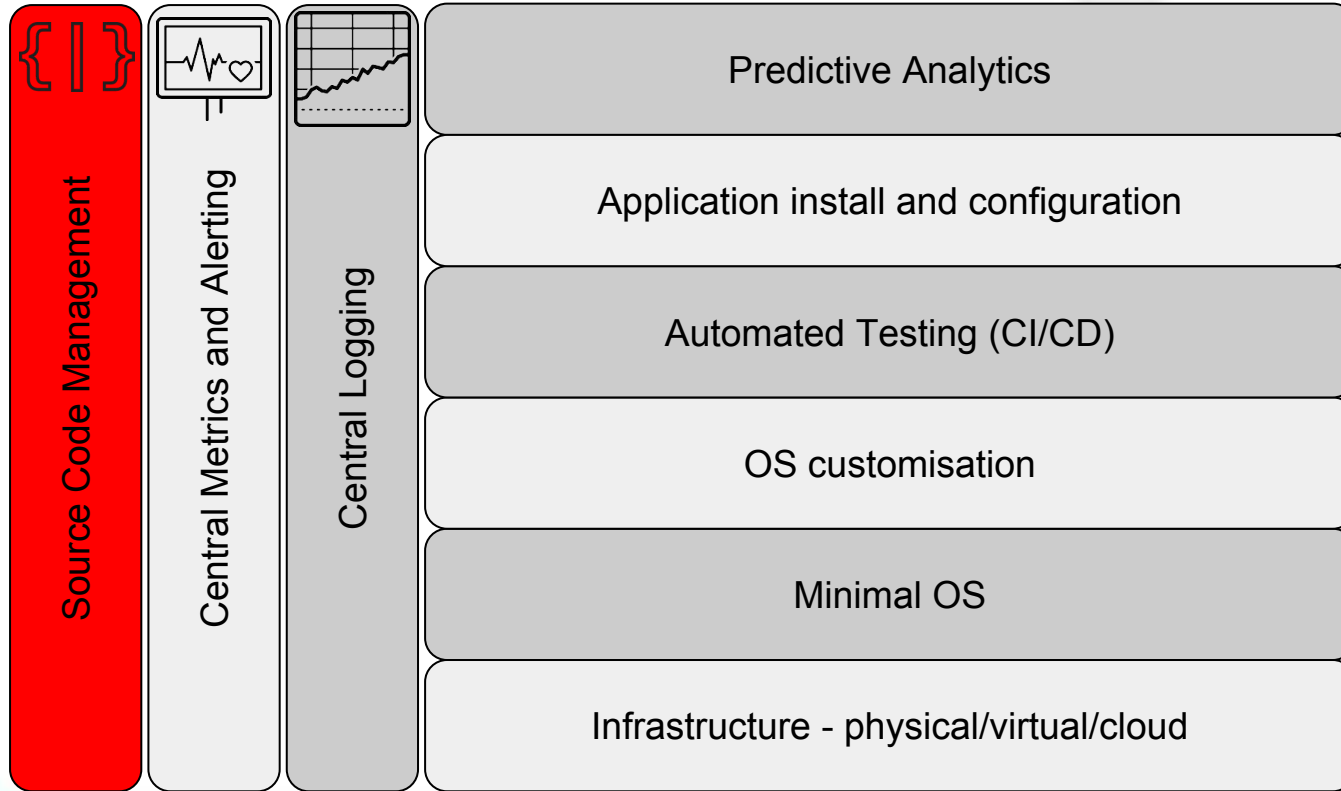 {|}
Source Code Management
Central Metrics and Alerting
Central Logging
Predictive Analytics
Application install and configuration
Automated Testing (CI/CD)
OS customisation
Minimal OS
Infrastructure - physical/virtual/cloud